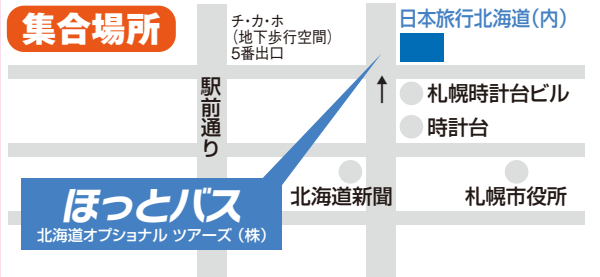 集合場所
チ・カ・ホ
(地下歩行空間)
5番出口
日本旅行北海道(内)
駅前通り
札幌時計台ビル
時計台
北海道新聞
札幌市役所
ほっとバス
北海道オプショナル ツアーズ (株)